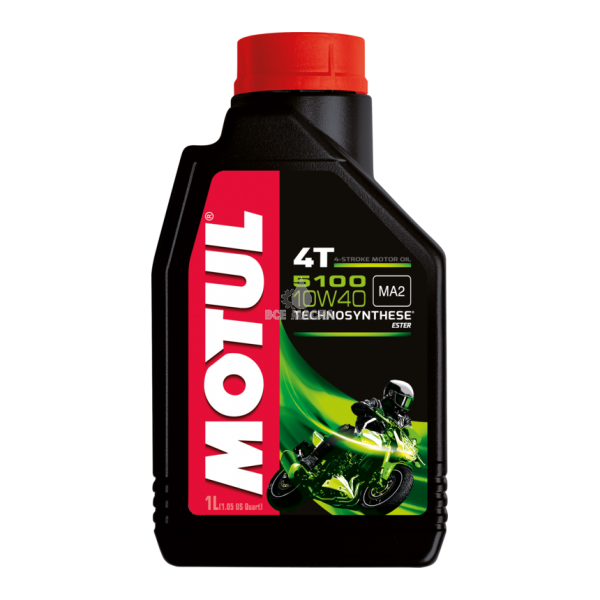 MOTUL®
4T 4-STROKE MOTOR OIL
5100
10W40 MA2
TECHNOSYNTHESE®
ESTER
1L(1.05 US Quart)